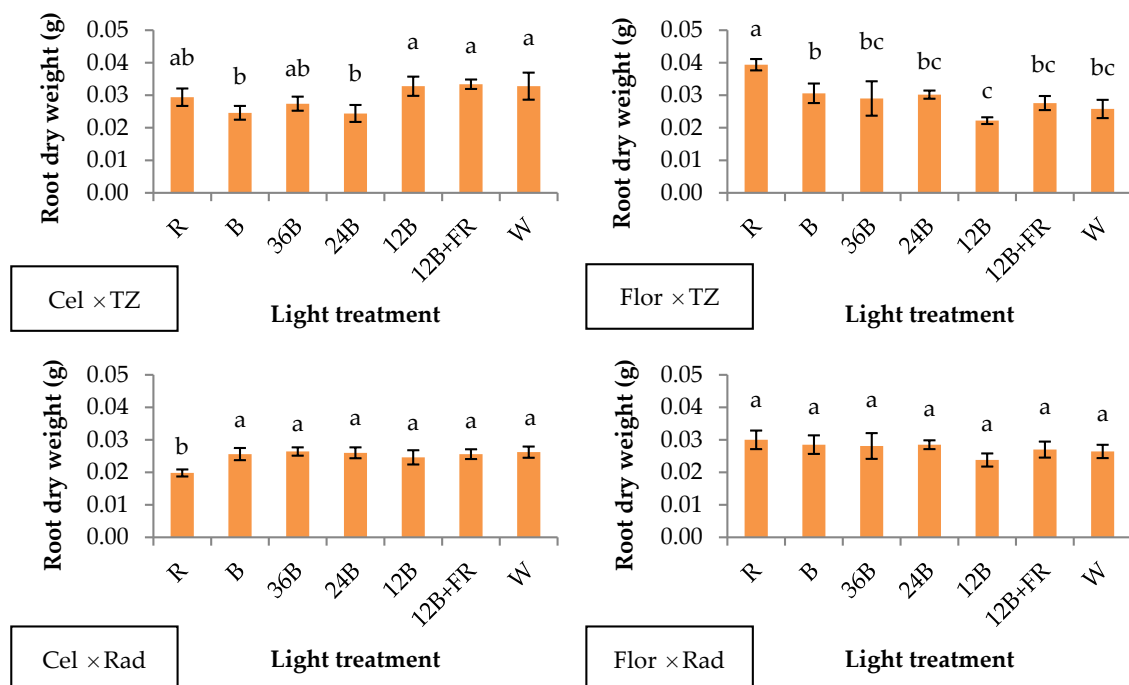 Root dry weight (g)
0.05
0.04
0.03
0.02
0.01
0.00
ab
b
ab
b
a
a
a
R
B
36B
24B
12B
12B+FR
W
Cel × TZ
Light treatment
Root dry weight (g)
0.05
0.04
0.03
0.02
0.01
0.00
a
b
bc
bc
c
bc
bc
R
B
36B
24B
12B
12B+FR
W
Flor × TZ
Light treatment
Root dry weight (g)
0.05
0.04
0.03
0.02
0.01
0.00
b
a
a
a
a
a
a
R
B
36B
24B
12B
12B+FR
W
Cel × Rad
Light treatment
Root dry weight (g)
0.05
0.04
0.03
0.02
0.01
0.00
a
a
a
a
a
a
a
R
B
36B
24B
12B
12B+FR
W
Flor × Rad
Light treatment